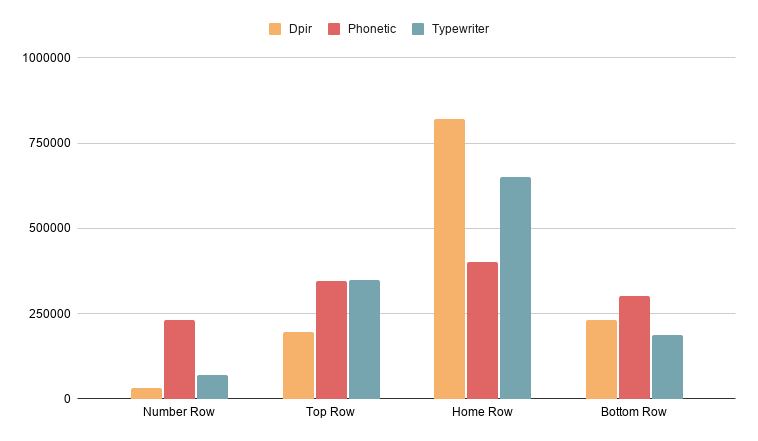 Dpir Phonetic Typewriter
1000000
750000
500000
250000
0
Number Row Top Row Home Row Bottom Row